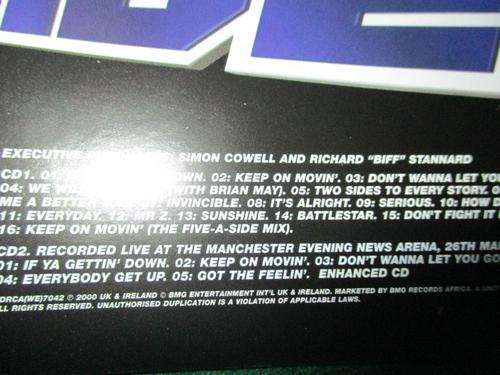 EXECUTIVE SIMON COWELL AND RICHARD "BIFF" STANNARD
CD1. 01: DOWN. 02: KEEP ON MOVIN'. 03: DON'T WANNA LET YOU
04: WE (WITH BRIAN MAY). 05: TWO SIDES TO EVERY STORY.
ME A BETTER INVINCIBLE. 08: IT'S ALRIGHT. 09: SERIOUS. 10: HOW D
11: EVERYDAY. 12: MR Z. 13: SUNSHINE. 14: BATTLESTAR. 15: DON'T FIGHT IT
16: KEEP ON MOVIN' (THE FIVE-A-SIDE MIX).
CD2. RECORDED LIVE AT THE MANCHESTER EVENING NEWS ARENA, 26TH MA
01: IF YA GETTIN' DOWN. 02: KEEP ON MOVIN'. 03: DON'T WANNA LET YOU GO
04: EVERYBODY GET UP. 05: GOT THE FEELIN'. ENHANCED CD
DRCA(WE)7042 ℗ 2000 UK & IRELAND © BMG ENTERTAINMENT INT'L UK & IRELAND. MARKETED BY BMG RECORDS AFRICA.
ALL RIGHTS RESERVED. UNAUTHORISED DUPLICATION IS A VIOLATION OF APPLICABLE LAWS.